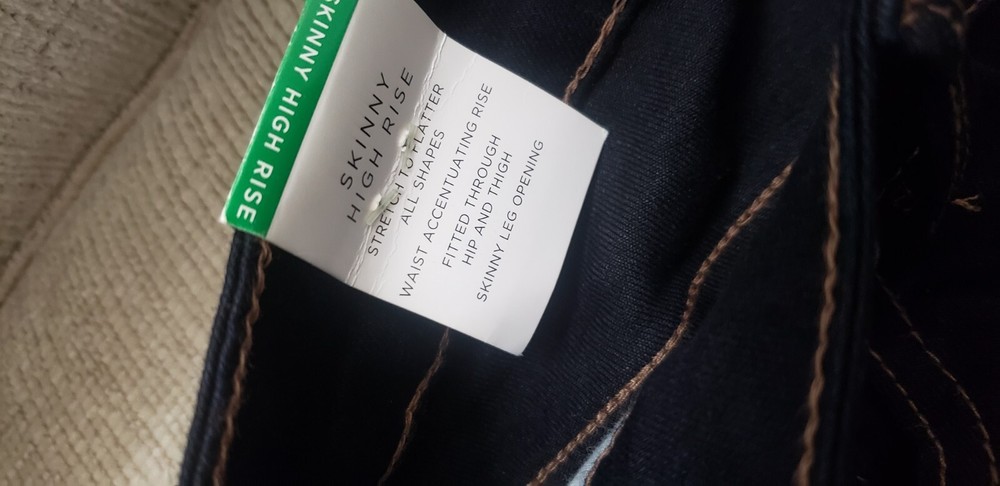 SKINNY HIGH RISE
SKINNY
HIGH RISE
STRETCH TO FLATTER
ALL SHAPES
WAIST ACCENTUATING RISE
FITTED THROUGH
HIP AND THIGH
SKINNY LEG OPENING